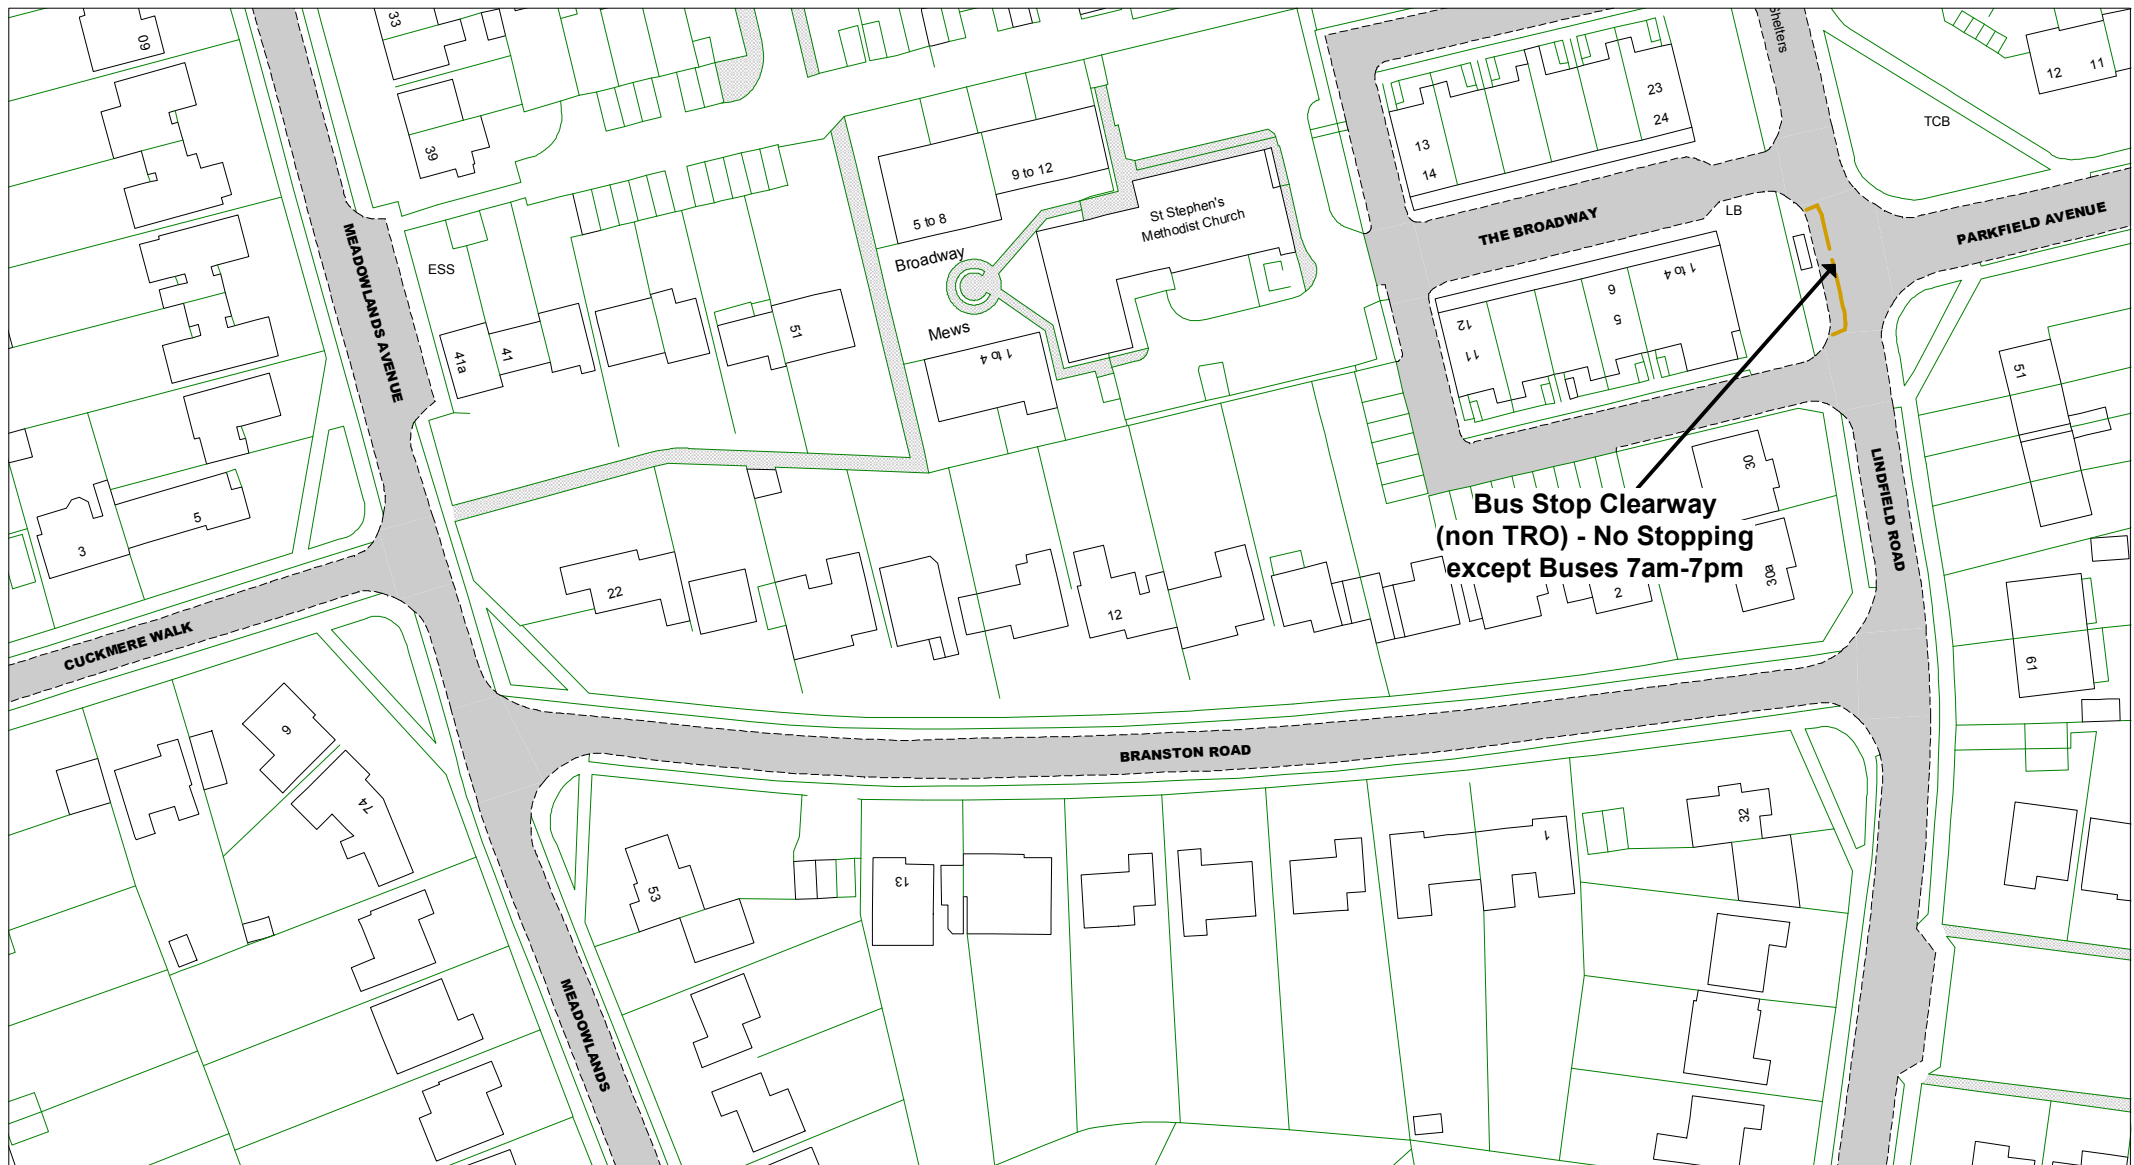 60
33
Shelters
12
11
39
23
24
TCB
13
14
9 to 12
5 to 8
St Stephen's
Methodist Church
LB
THE BROADWAY
PARKFIELD AVENUE
MEADOWLANDS AVENUE
ESS
Broadway
Mews
1 to 4
1 to 4
6
5
12
11
51
41
41a
51
30
LINDFIELD ROAD
Bus Stop Clearway
(non TRO) - No Stopping
except Buses 7am-7pm
5
3
22
12
2
30a
CUCKMERE WALK
61
9
74
BRANSTON ROAD
32
1
13
53
MEADOWLANDS